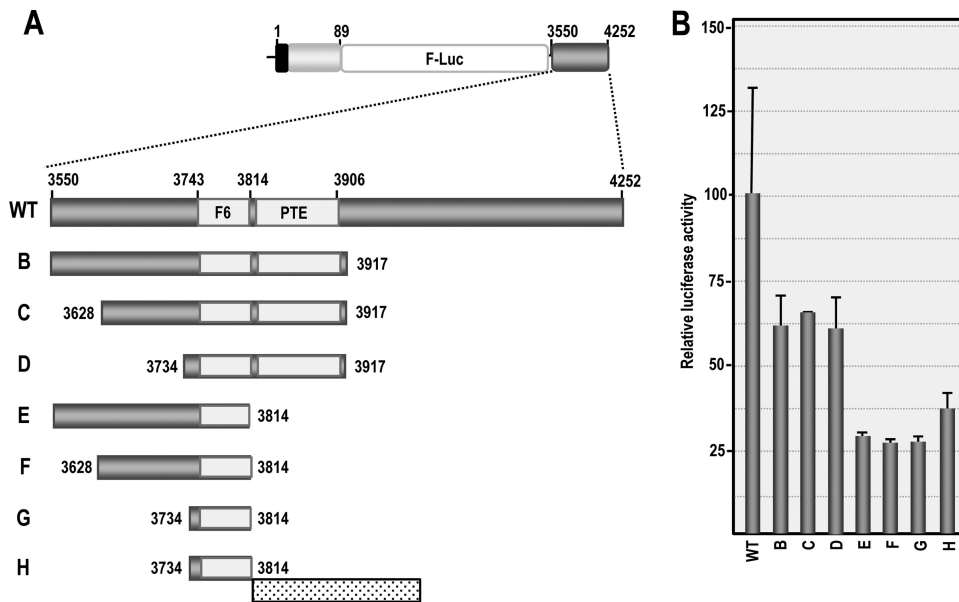 A
1 89 3550 4252
F-Luc
3550 3743 3814 3906 4252
WT F6 PTE
B 3917
C 3628 3917
D 3734 3917
E 3814
F 3628 3814
G 3734 3814
H 3734 3814
B
Relative luciferase activity
150
125
100
75
50
25
WT B C D E F G H